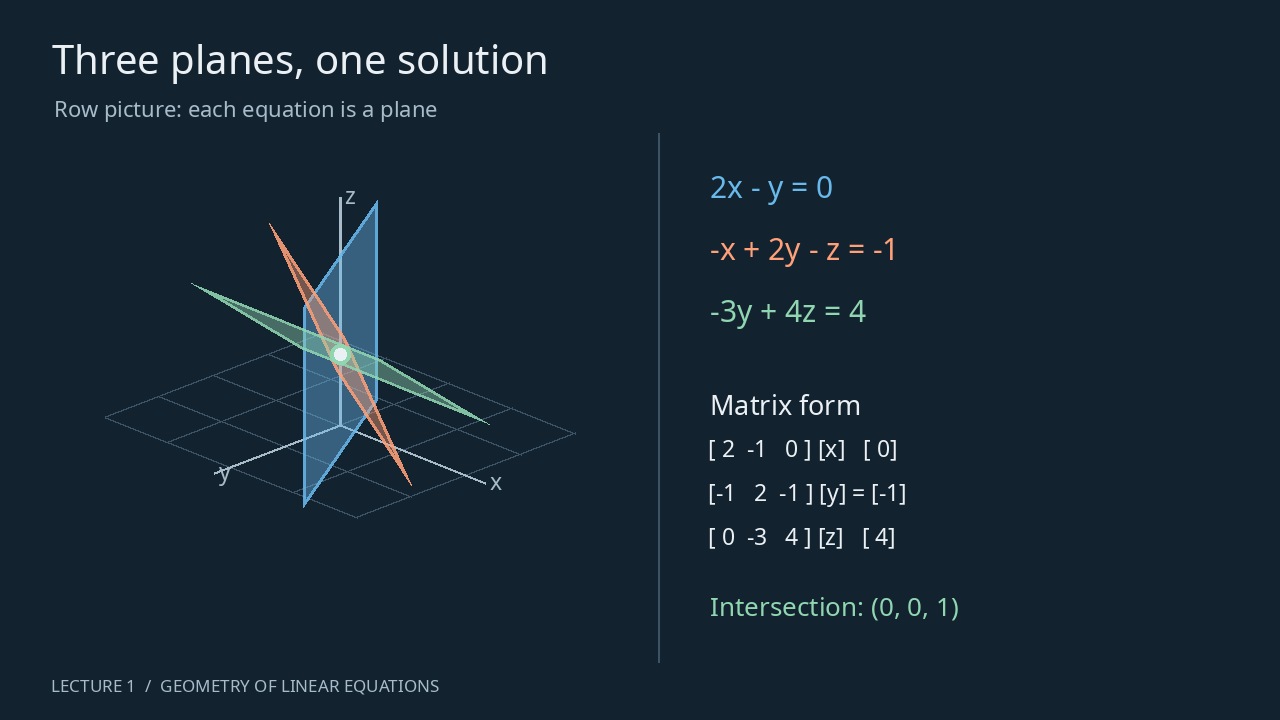 Three planes, one solution
Row picture: each equation is a plane
z
y
x
2x - y = 0
-x + 2y - z = -1
-3y + 4z = 4
Matrix form
[ 2  -1   0 ] [x]   [ 0]
[-1   2  -1 ] [y] = [-1]
[ 0  -3   4 ] [z]   [ 4]
Intersection: (0, 0, 1)
LECTURE 1  /  GEOMETRY OF LINEAR EQUATIONS